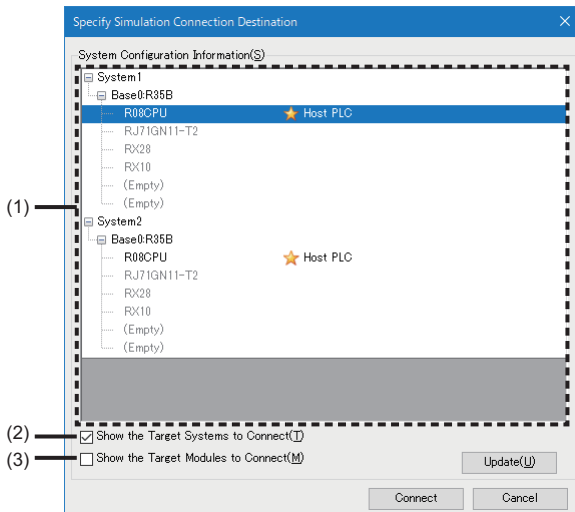 Specify Simulation Connection Destination
System Configuration Information(S)
System1
Base0:R35B
R08CPU Host PLC
RJ71GN11-T2
RX28
RX10
(Empty)
(Empty)
(1)
System2
Base0:R35B
R08CPU Host PLC
RJ71GN11-T2
RX28
RX10
(Empty)
(Empty)
(2) Show the Target Systems to Connect(T)
(3) Show the Target Modules to Connect(M)
Update(U)
Connect Cancel